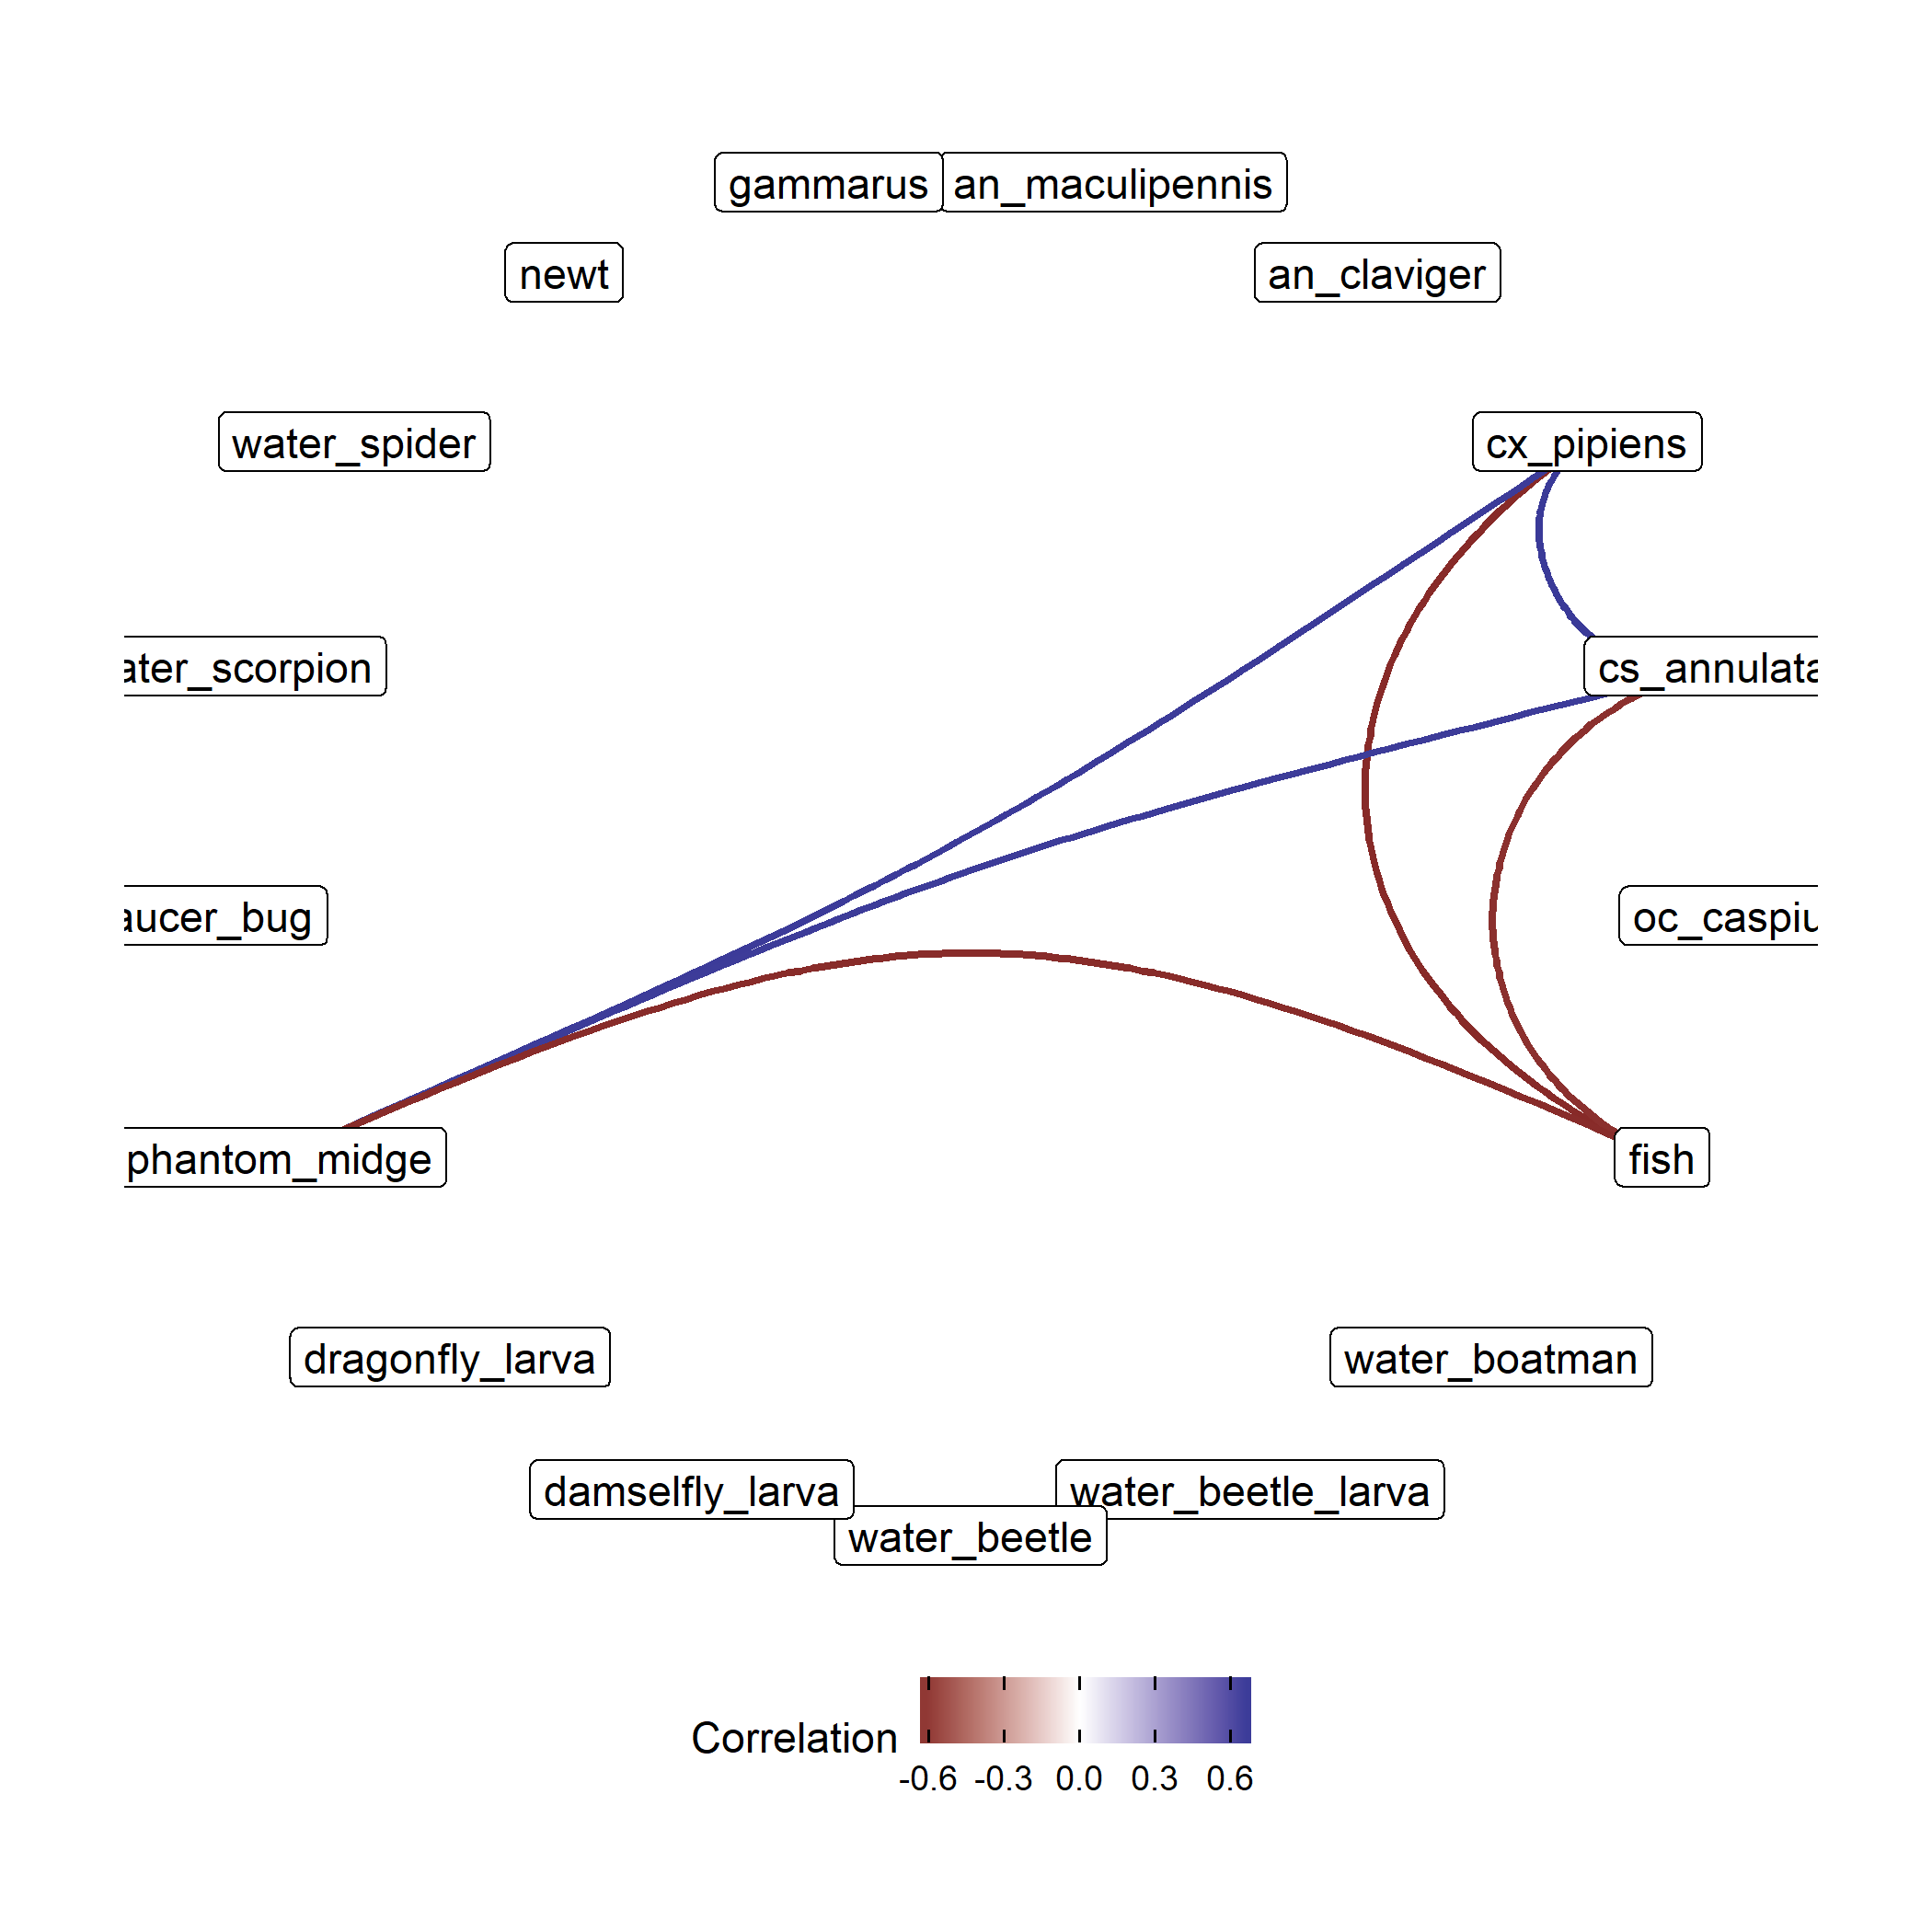 gammarus an_maculipennis
newt an_claviger
water_spider cx_pipiens
ater_scorpion cs_annulata
aucer_bug oc_caspiu
phantom_midge fish
dragonfly_larva water_boatman
damselfly_larva water_beetle_larva
water_beetle
Correlation
-0.6 -0.3 0.0 0.3 0.6